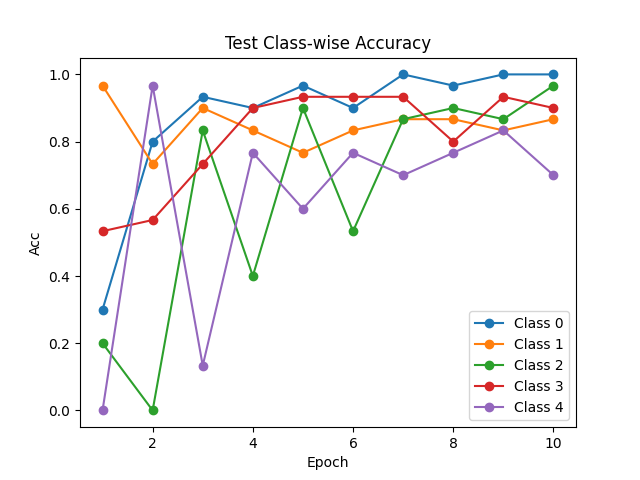 Test Class-wise Accuracy
Acc
1.0
0.8
0.6
0.4
0.2
0.0
Class 0
Class 1
Class 2
Class 3
Class 4
2 4 6 8 10
Epoch